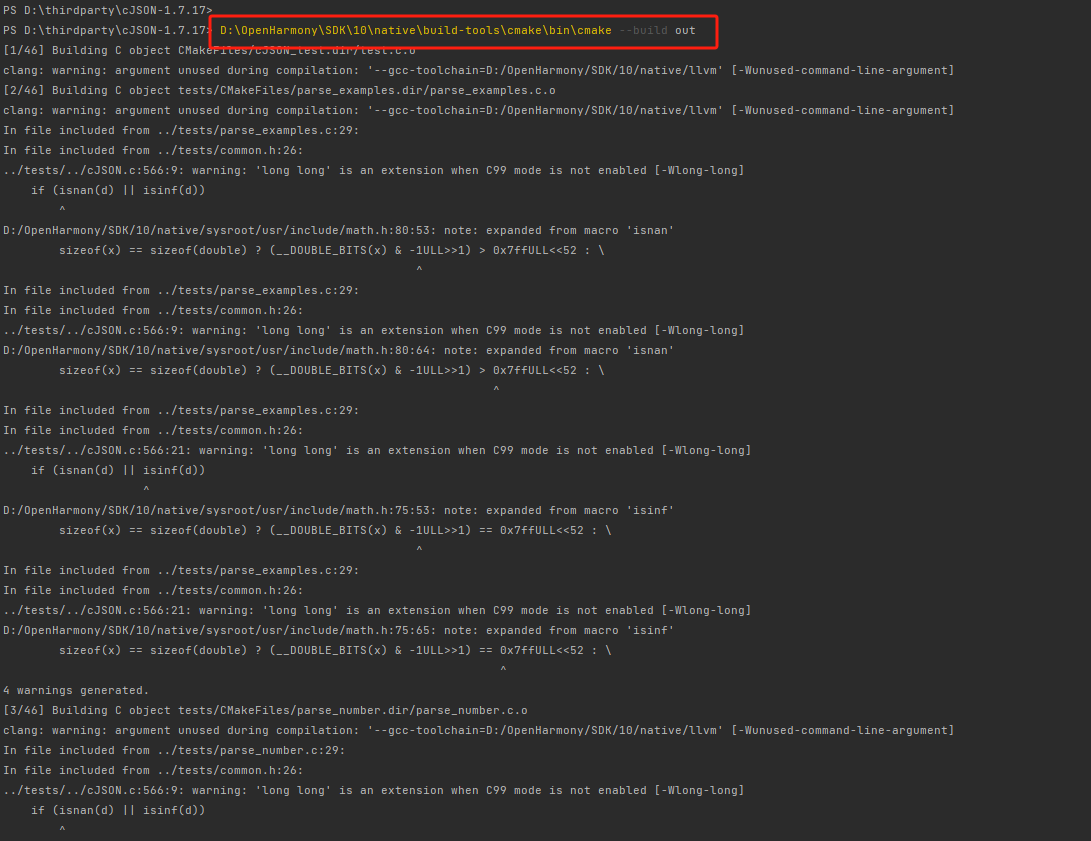 PS D:\thirdparty\cJSON-1.7.17>
PS D:\thirdparty\cJSON-1.7.17> D:\OpenHarmony\SDK\10\native\build-tools\cmake\bin\cmake --build out
[1/46] Building C object CMakeFiles/cJSON_test.dir/test.c.o
clang: warning: argument unused during compilation: '--gcc-toolchain=D:/OpenHarmony/SDK/10/native/llvm' [-Wunused-command-line-argument]
[2/46] Building C object tests/CMakeFiles/parse_examples.dir/parse_examples.c.o
clang: warning: argument unused during compilation: '--gcc-toolchain=D:/OpenHarmony/SDK/10/native/llvm' [-Wunused-command-line-argument]
In file included from ../tests/parse_examples.c:29:
In file included from ../tests/common.h:26:
../tests/../cJSON.c:566:9: warning: 'long long' is an extension when C99 mode is not enabled [-Wlong-long]
    if (isnan(d) || isinf(d))
        ^
D:/OpenHarmony/SDK/10/native/sysroot/usr/include/math.h:80:53: note: expanded from macro 'isnan'
        sizeof(x) == sizeof(double) ? (__DOUBLE_BITS(x) & -1ULL>>1) > 0x7ffULL<<52 : \
                                                           ^
In file included from ../tests/parse_examples.c:29:
In file included from ../tests/common.h:26:
../tests/../cJSON.c:566:9: warning: 'long long' is an extension when C99 mode is not enabled [-Wlong-long]
D:/OpenHarmony/SDK/10/native/sysroot/usr/include/math.h:80:64: note: expanded from macro 'isnan'
        sizeof(x) == sizeof(double) ? (__DOUBLE_BITS(x) & -1ULL>>1) > 0x7ffULL<<52 : \
                                                                      ^
In file included from ../tests/parse_examples.c:29:
In file included from ../tests/common.h:26:
../tests/../cJSON.c:566:21: warning: 'long long' is an extension when C99 mode is not enabled [-Wlong-long]
    if (isnan(d) || isinf(d))
                    ^
D:/OpenHarmony/SDK/10/native/sysroot/usr/include/math.h:75:53: note: expanded from macro 'isinf'
        sizeof(x) == sizeof(double) ? (__DOUBLE_BITS(x) & -1ULL>>1) == 0x7ffULL<<52 : \
                                                           ^
In file included from ../tests/parse_examples.c:29:
In file included from ../tests/common.h:26:
../tests/../cJSON.c:566:21: warning: 'long long' is an extension when C99 mode is not enabled [-Wlong-long]
D:/OpenHarmony/SDK/10/native/sysroot/usr/include/math.h:75:65: note: expanded from macro 'isinf'
        sizeof(x) == sizeof(double) ? (__DOUBLE_BITS(x) & -1ULL>>1) == 0x7ffULL<<52 : \
                                                                       ^
4 warnings generated.
[3/46] Building C object tests/CMakeFiles/parse_number.dir/parse_number.c.o
clang: warning: argument unused during compilation: '--gcc-toolchain=D:/OpenHarmony/SDK/10/native/llvm' [-Wunused-command-line-argument]
In file included from ../tests/parse_number.c:29:
In file included from ../tests/common.h:26:
../tests/../cJSON.c:566:9: warning: 'long long' is an extension when C99 mode is not enabled [-Wlong-long]
    if (isnan(d) || isinf(d))
        ^